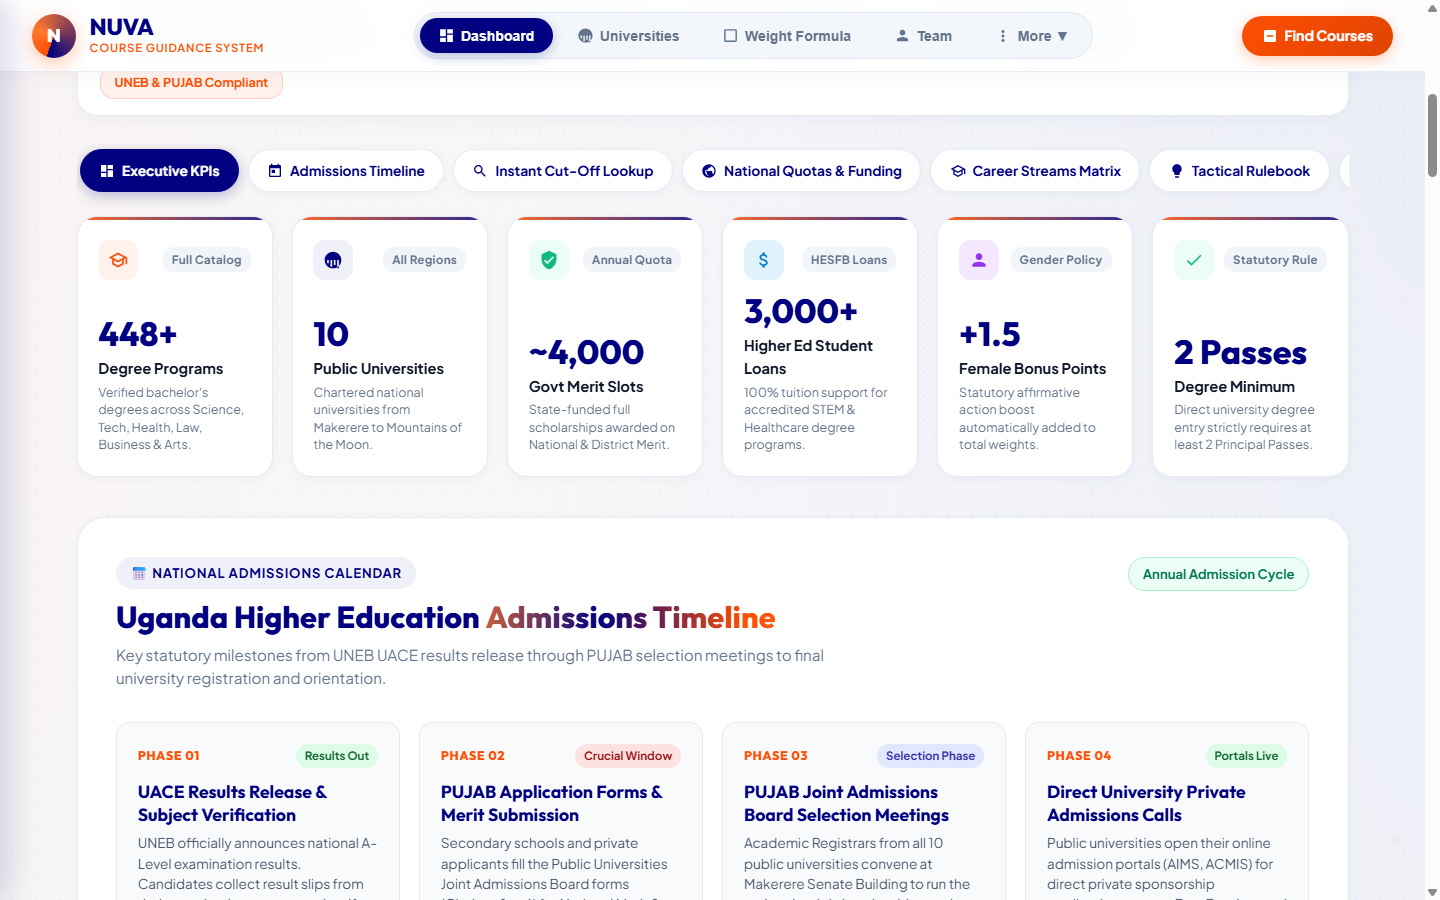 N
NUVA
COURSE GUIDANCE SYSTEM
Dashboard
Universities
Weight Formula
Team
More ▼
Find Courses
UNEB & PUJAB Compliant
Executive KPIs
Admissions Timeline
Instant Cut-Off Lookup
National Quotas & Funding
Career Streams Matrix
Tactical Rulebook
Full Catalog
448+
Degree Programs
Verified bachelor's
degrees across Science,
Tech, Health, Law,
Business & Arts.
All Regions
10
Public Universities
Chartered national
universities from
Makerere to Mountains of
the Moon.
Annual Quota
~4,000
Govt Merit Slots
State-funded full
scholarships awarded on
National & District Merit.
$
HESFB Loans
3,000+
Higher Ed Student
Loans
100% tuition support for
accredited STEM &
Healthcare degree
programs.
Gender Policy
+1.5
Female Bonus Points
Statutory affirmative
action boost
automatically added to
total weights.
Statutory Rule
2 Passes
Degree Minimum
Direct university degree
entry strictly requires at
least 2 Principal Passes.
NATIONAL ADMISSIONS CALENDAR
Annual Admission Cycle
Uganda Higher Education Admissions Timeline
Key statutory milestones from UNEB UACE results release through PUJAB selection meetings to final
university registration and orientation.
PHASE 01
Results Out
UACE Results Release &
Subject Verification
UNEB officially announces national A-
Level examination results.
Candidates collect result slips from
PHASE 02
Crucial Window
PUJAB Application Forms &
Merit Submission
Secondary schools and private
applicants fill the Public Universities
Joint Admissions Board forms
PHASE 03
Selection Phase
PUJAB Joint Admissions
Board Selection Meetings
Academic Registrars from all 10
public universities convene at
Makerere Senate Building to run the
PHASE 04
Portals Live
Direct University Private
Admissions Calls
Public universities open their online
admission portals (AIMS, ACMIS) for
direct private sponsorship